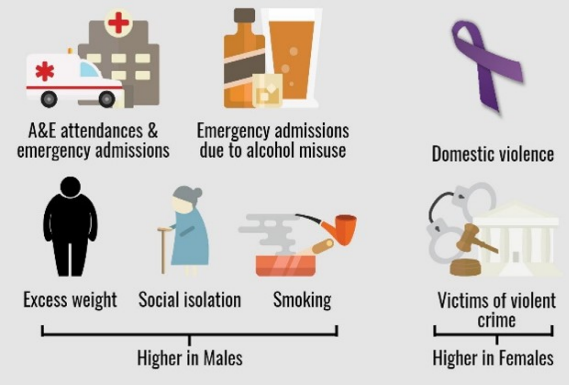 A&E attendances &
emergency admissions
Emergency admissions
due to alcohol misuse
Domestic violence
Excess weight
Social isolation
Smoking
Victims of violent
crime
Higher in Males
Higher in Females